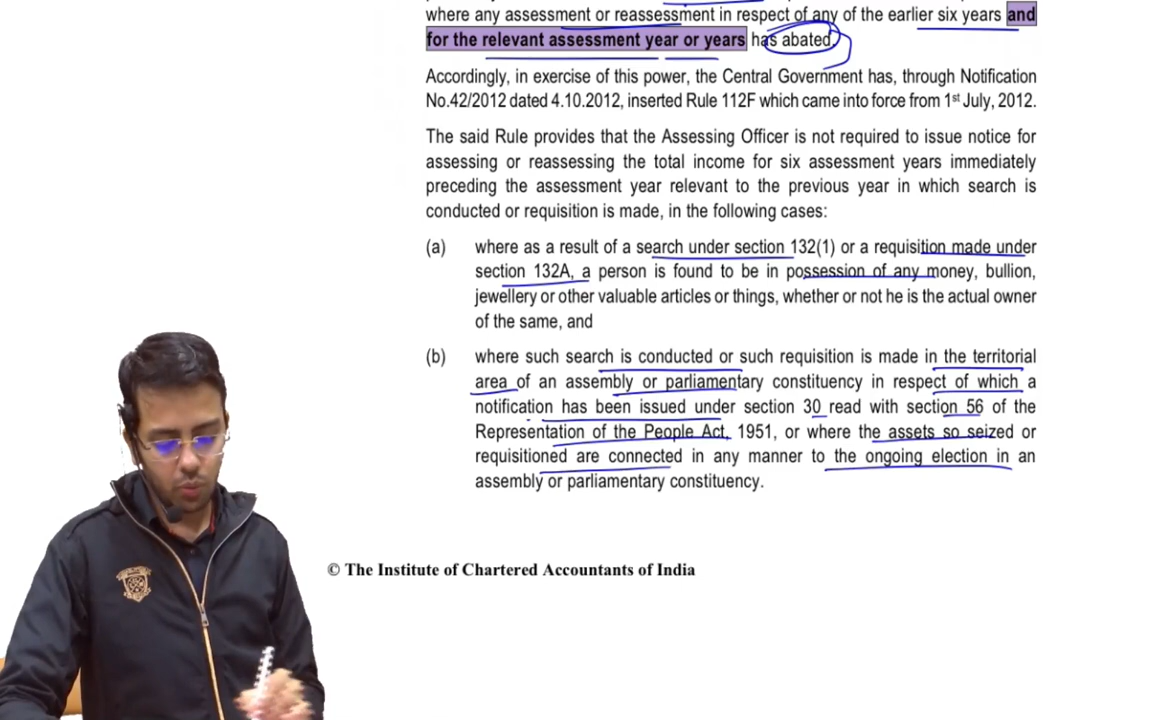 where any assessment or reassessment in respect of any of the earlier six years and
for the relevant assessment year or years has abated.
Accordingly, in exercise of this power, the Central Government has, through Notification
No.42/2012 dated 4.10.2012, inserted Rule 112F which came into force from 1st July, 2012.
The said Rule provides that the Assessing Officer is not required to issue notice for
assessing or reassessing the total income for six assessment years immediately
preceding the assessment year relevant to the previous year in which search is
conducted or requisition is made, in the following cases:
(a) where as a result of a search under section 132(1) or a requisition made under
section 132A, a person is found to be in possession of any money, bullion,
jewellery or other valuable articles or things, whether or not he is the actual owner
of the same, and
(b) where such search is conducted or such requisition is made in the territorial
area of an assembly or parliamentary constituency in respect of which a
notification has been issued under section 30 read with section 56 of the
Representation of the People Act, 1951, or where the assets so seized or
requisitioned are connected in any manner to the ongoing election in an
assembly or parliamentary constituency.
© The Institute of Chartered Accountants of India